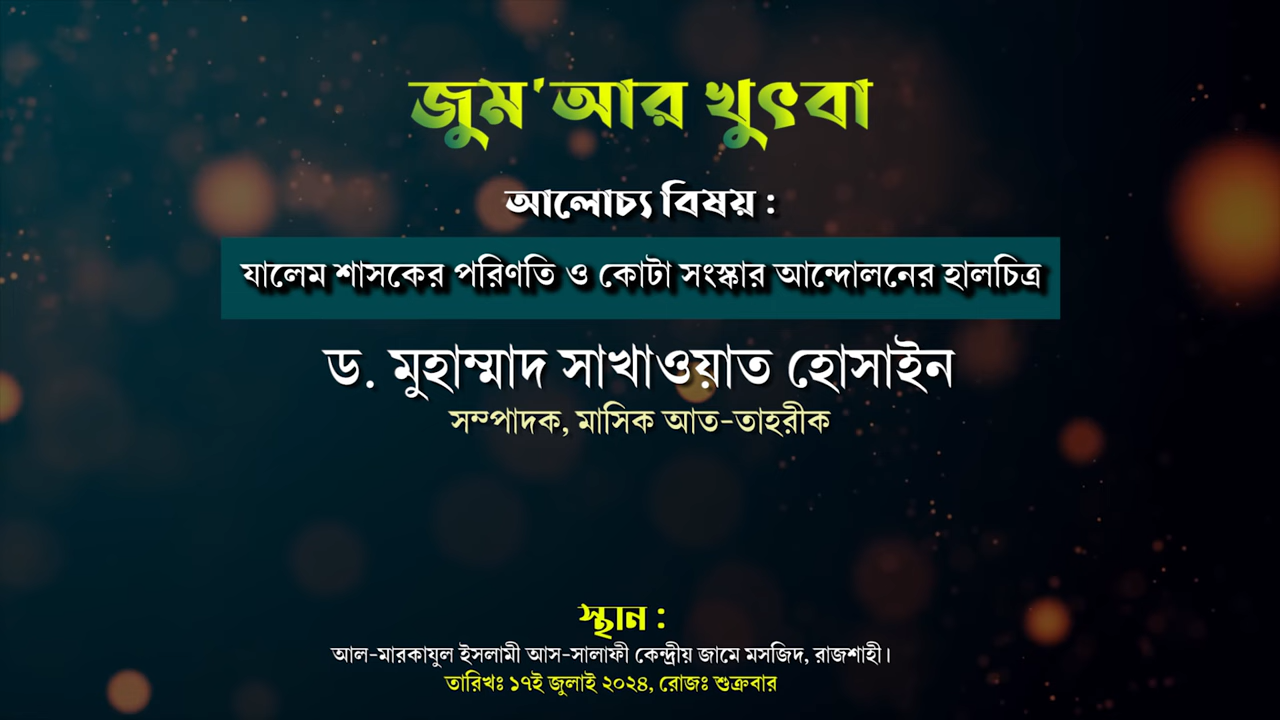 জুম'আর খুৎবা
আলোচ্য বিষয় :
যালেম শাসকের পরিণতি ও কোটা সংস্কার আন্দোলনের হালচিত্র
ড. মুহাম্মাদ সাখাওয়াত হোসাইন
সম্পাদক, মাসিক আত-তাহরীক
স্থান :
আল-মারকাযুল ইসলামী আস-সালাফী কেন্দ্রীয় জামে মসজিদ, রাজশাহী।
তারিখঃ ১৭ই জুলাই ২০২৪, রোজঃ শুক্রবার